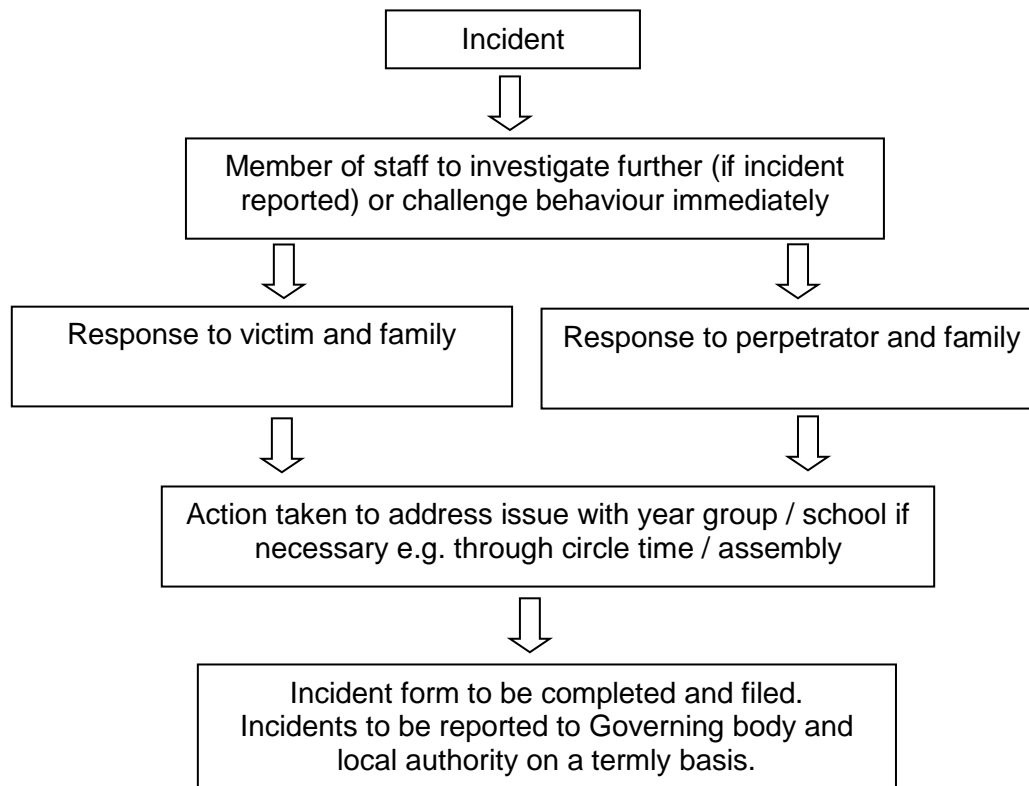 Incident
Member of staff to investigate further (if incident
reported) or challenge behaviour immediately
Response to victim and family
Response to perpetrator and family
Action taken to address issue with year group / school if
necessary e.g. through circle time / assembly
Incident form to be completed and filed.
Incidents to be reported to Governing body and
local authority on a termly basis.